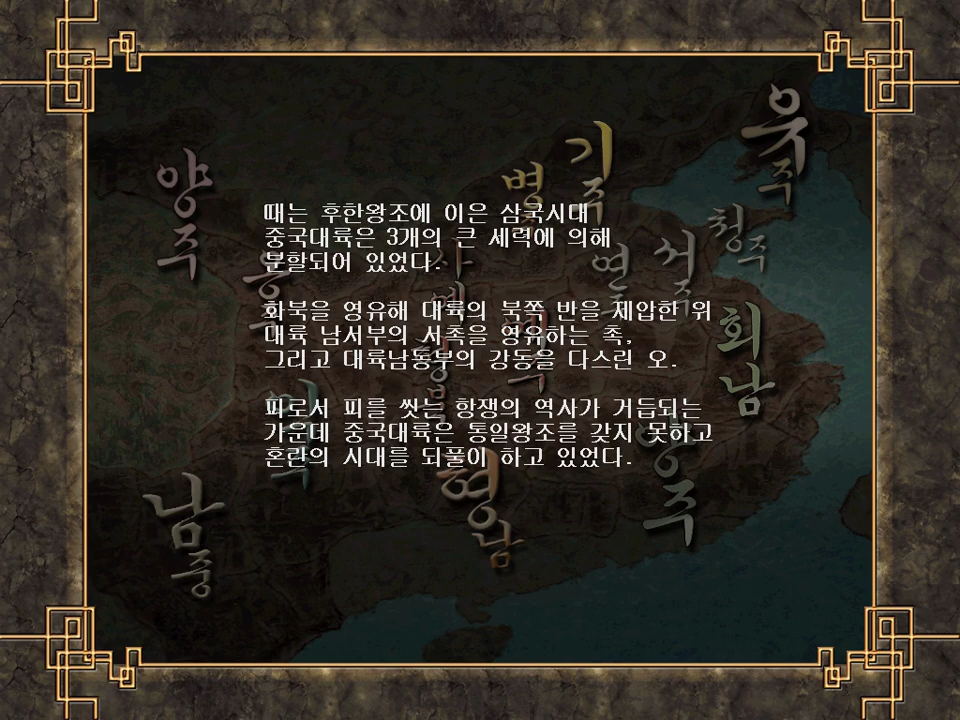 때는 후한왕조에 이은 삼국시대
중국대륙은 3개의 큰 세력에 의해
분할되어 있었다.
화북을 영유해 대륙의 북쪽 반을 제압한 위
대륙 남서부의 서촉을 영유하는 촉,
그리고 대륙남동부의 강동을 다스린 오.
피로서 피를 씻는 항쟁의 역사가 거듭되는
가운데 중국대륙은 통일왕조를 갖지 못하고
혼란의 시대를 되풀이 하고 있었다.
유주
기주
병
양주
청주
서주
연
옹
회남
양주
형남
남중